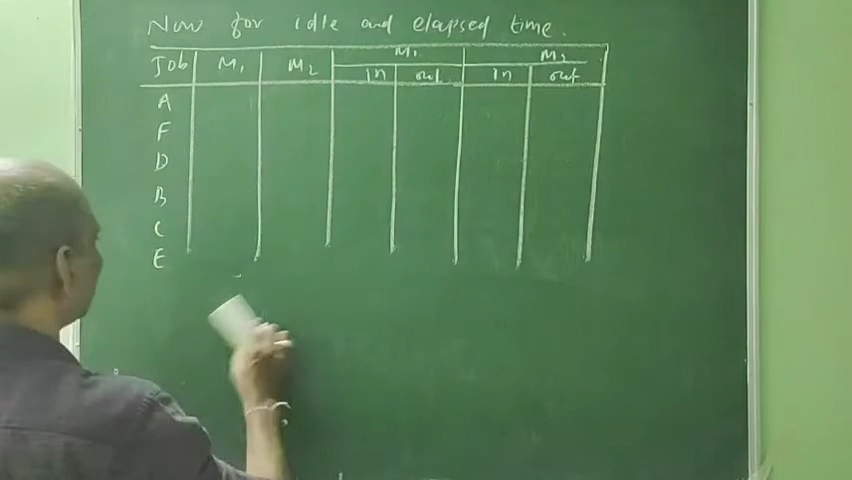 Now for idle and elapsed time.
Job M1 M2 M1 M2
in out in out
A
F
D
B
C
E